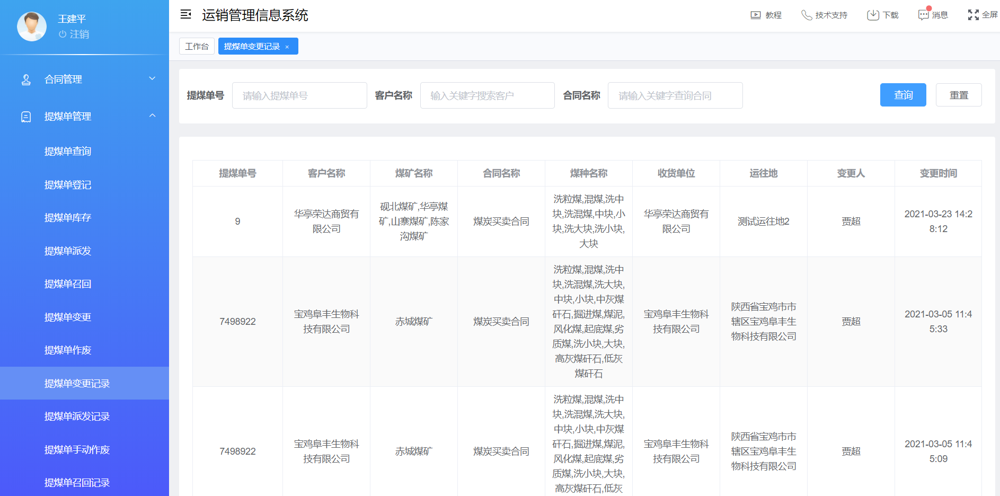 王建平
注销
合同管理
提煤单管理
提煤单查询
提煤单登记
提煤单库存
提煤单派发
提煤单召回
提煤单变更
提煤单作废
提煤单变更记录
提煤单派发记录
提煤单手动作废
提煤单召回记录
运销管理信息系统
教程
技术支持
下载
消息
全屏
工作台
提煤单变更记录 ×
提煤单号
请输入提煤单号
客户名称
输入关键字搜索客户
合同名称
请输入关键字查询合同
查询
重置
提煤单号
客户名称
煤矿名称
合同名称
煤种名称
收货单位
运往地
变更人
变更时间
9
华亭荣达商贸有
限公司
砚北煤矿,华亭煤
矿,山寨煤矿,陈家
沟煤矿
煤炭买卖合同
洗粒煤,混煤,洗中
块,洗混煤,中块,小
块,洗大块,洗小块,
大块
华亭荣达商贸有
限公司
测试运往地2
贾超
2021-03-23 14:2
8:12
7498922
宝鸡阜丰生物科
技有限公司
赤城煤矿
煤炭买卖合同
洗粒煤,混煤,洗中
块,洗混煤,洗大块,
中块,小块,中灰煤
矸石,掘进煤,煤泥,
风化煤,起底煤,劣
质煤,洗小块,大块,
高灰煤矸石,低灰
煤矸石
宝鸡阜丰生物科
技有限公司
陕西省宝鸡市市
辖区宝鸡阜丰生
物科技有限公司
贾超
2021-03-05 11:4
5:33
7498922
宝鸡阜丰生物科
技有限公司
赤城煤矿
煤炭买卖合同
洗粒煤,混煤,洗中
块,洗混煤,洗大块,
中块,小块,中灰煤
矸石,掘进煤,煤泥,
风化煤,起底煤,劣
质煤,洗小块,大块,
高灰煤矸石,低灰
宝鸡阜丰生物科
技有限公司
陕西省宝鸡市市
辖区宝鸡阜丰生
物科技有限公司
贾超
2021-03-05 11:4
5:09